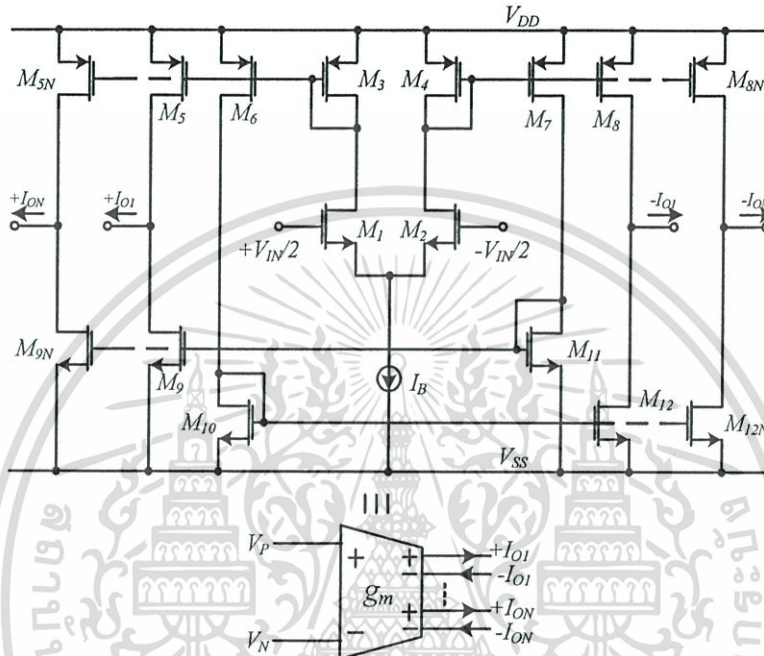 V_DD
M_5N M_5 M_6 M_3 M_4 M_7 M_8 M_8N
+I_ON +I_O1 -I_O1 -I_ON
M_1 M_2
+V_IN/2 -V_IN/2
M_9N M_9 M_11
I_B
M_10 M_12 M_12N
V_SS
V_P + + +I_O1
- -I_O1
g_m
+ +I_ON
V_N - - -I_ON